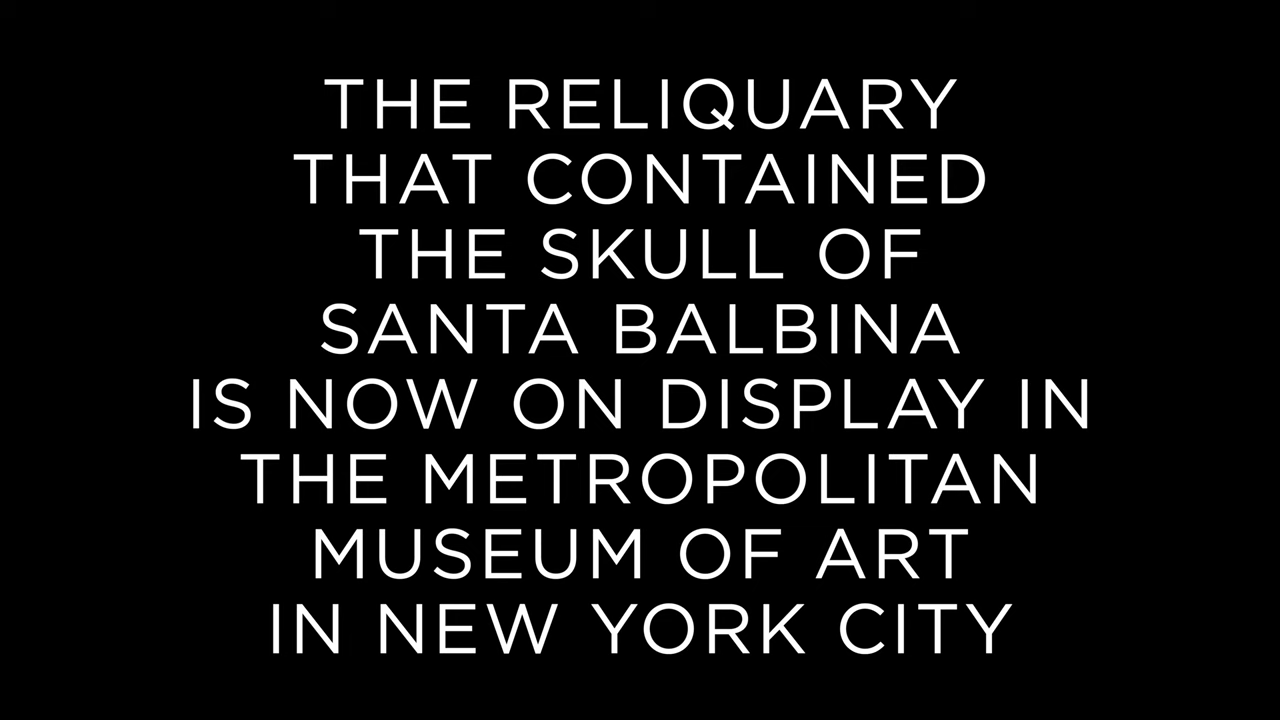 THE RELIQUARY
THAT CONTAINED
THE SKULL OF
SANTA BALBINA
IS NOW ON DISPLAY IN
THE METROPOLITAN
MUSEUM OF ART
IN NEW YORK CITY